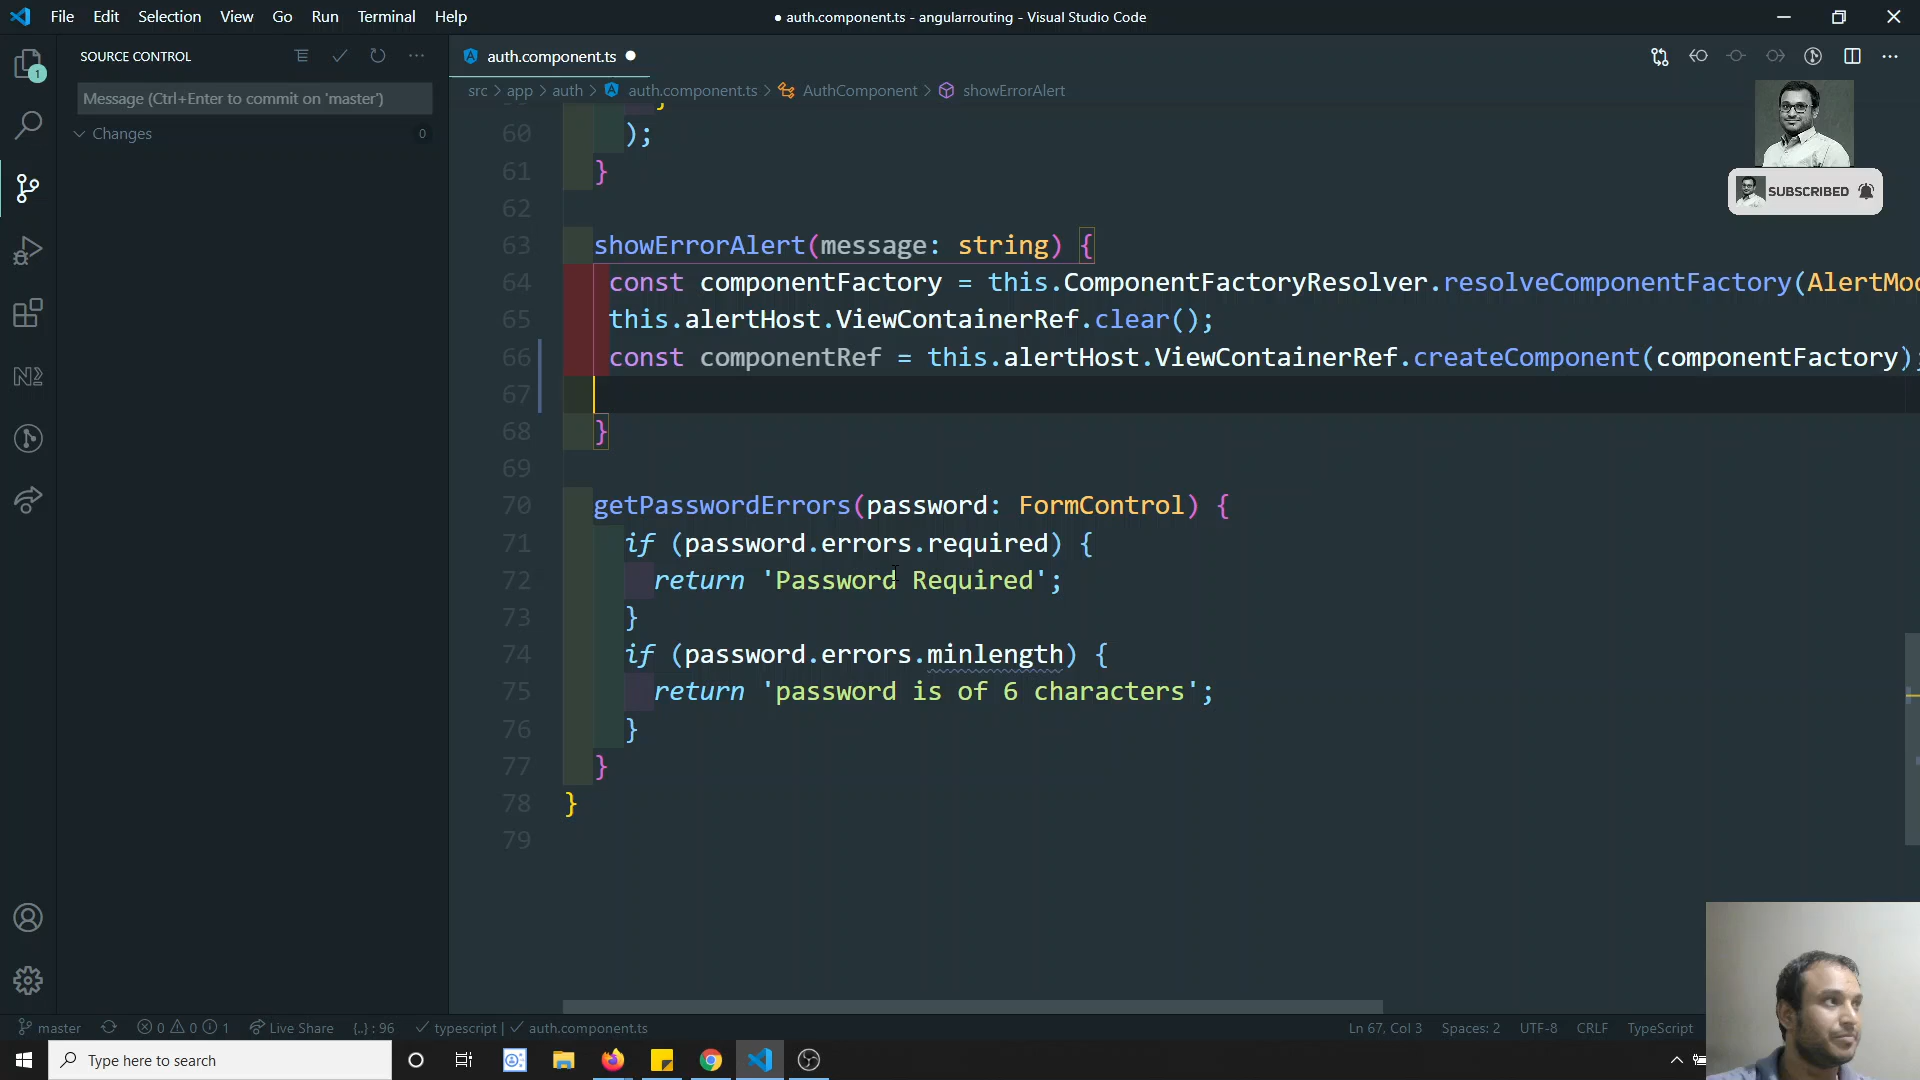 File Edit Selection View Go Run Terminal Help
● auth.component.ts - angularrouting - Visual Studio Code
SOURCE CONTROL
auth.component.ts
1
Message (Ctrl+Enter to commit on 'master')
src > app > auth > auth.component.ts > AuthComponent > showErrorAlert
Changes 0
60 );
61 }
62
SUBSCRIBED
63 showErrorAlert(message: string) {
64 const componentFactory = this.ComponentFactoryResolver.resolveComponentFactory(AlertMo
65 this.alertHost.ViewContainerRef.clear();
66 const componentRef = this.alertHost.ViewContainerRef.createComponent(componentFactory);
67
68 }
69
70 getPasswordErrors(password: FormControl) {
71 if (password.errors.required) {
72 return 'Password Required';
73 }
74 if (password.errors.minlength) {
75 return 'password is of 6 characters';
76 }
77 }
78 }
79
master 0 0 1 Live Share {..} : 96 typescript | auth.component.ts
Ln 67, Col 3 Spaces: 2 UTF-8 CRLF TypeScript
Type here to search